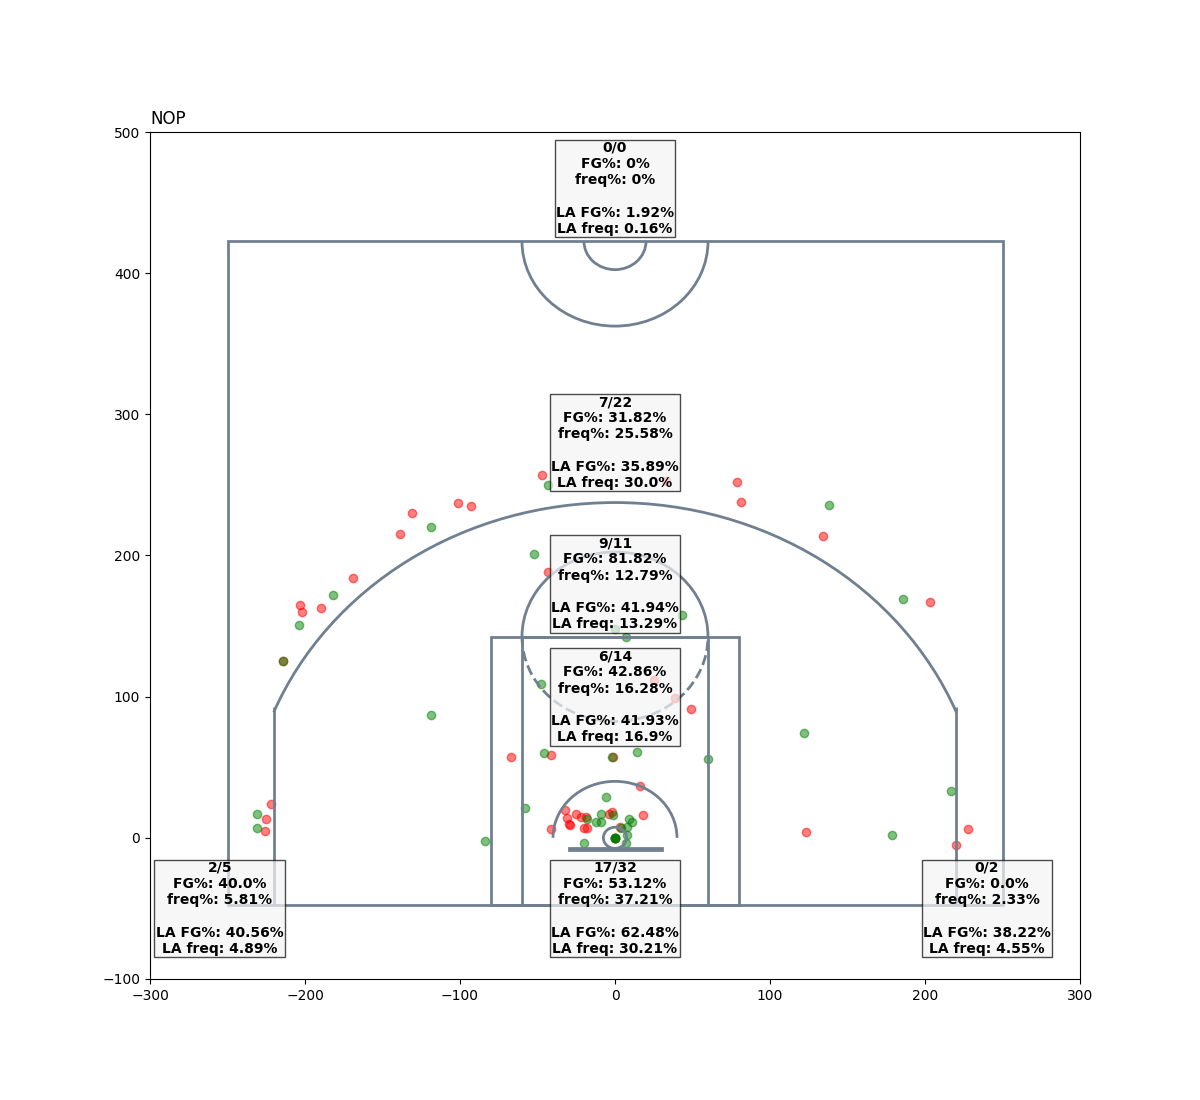 NOP
500
400
300
200
100
0
−100
−300
−200
−100
0
100
200
300
0/0
FG%: 0%
freq%: 0%
LA FG%: 1.92%
LA freq: 0.16%
7/22
FG%: 31.82%
freq%: 25.58%
LA FG%: 35.89%
LA freq: 30.0%
9/11
FG%: 81.82%
freq%: 12.79%
LA FG%: 41.94%
LA freq: 13.29%
6/14
FG%: 42.86%
freq%: 16.28%
LA FG%: 41.93%
LA freq: 16.9%
2/5
FG%: 40.0%
freq%: 5.81%
LA FG%: 40.56%
LA freq: 4.89%
17/32
FG%: 53.12%
freq%: 37.21%
LA FG%: 62.48%
LA freq: 30.21%
0/2
FG%: 0.0%
freq%: 2.33%
LA FG%: 38.22%
LA freq: 4.55%